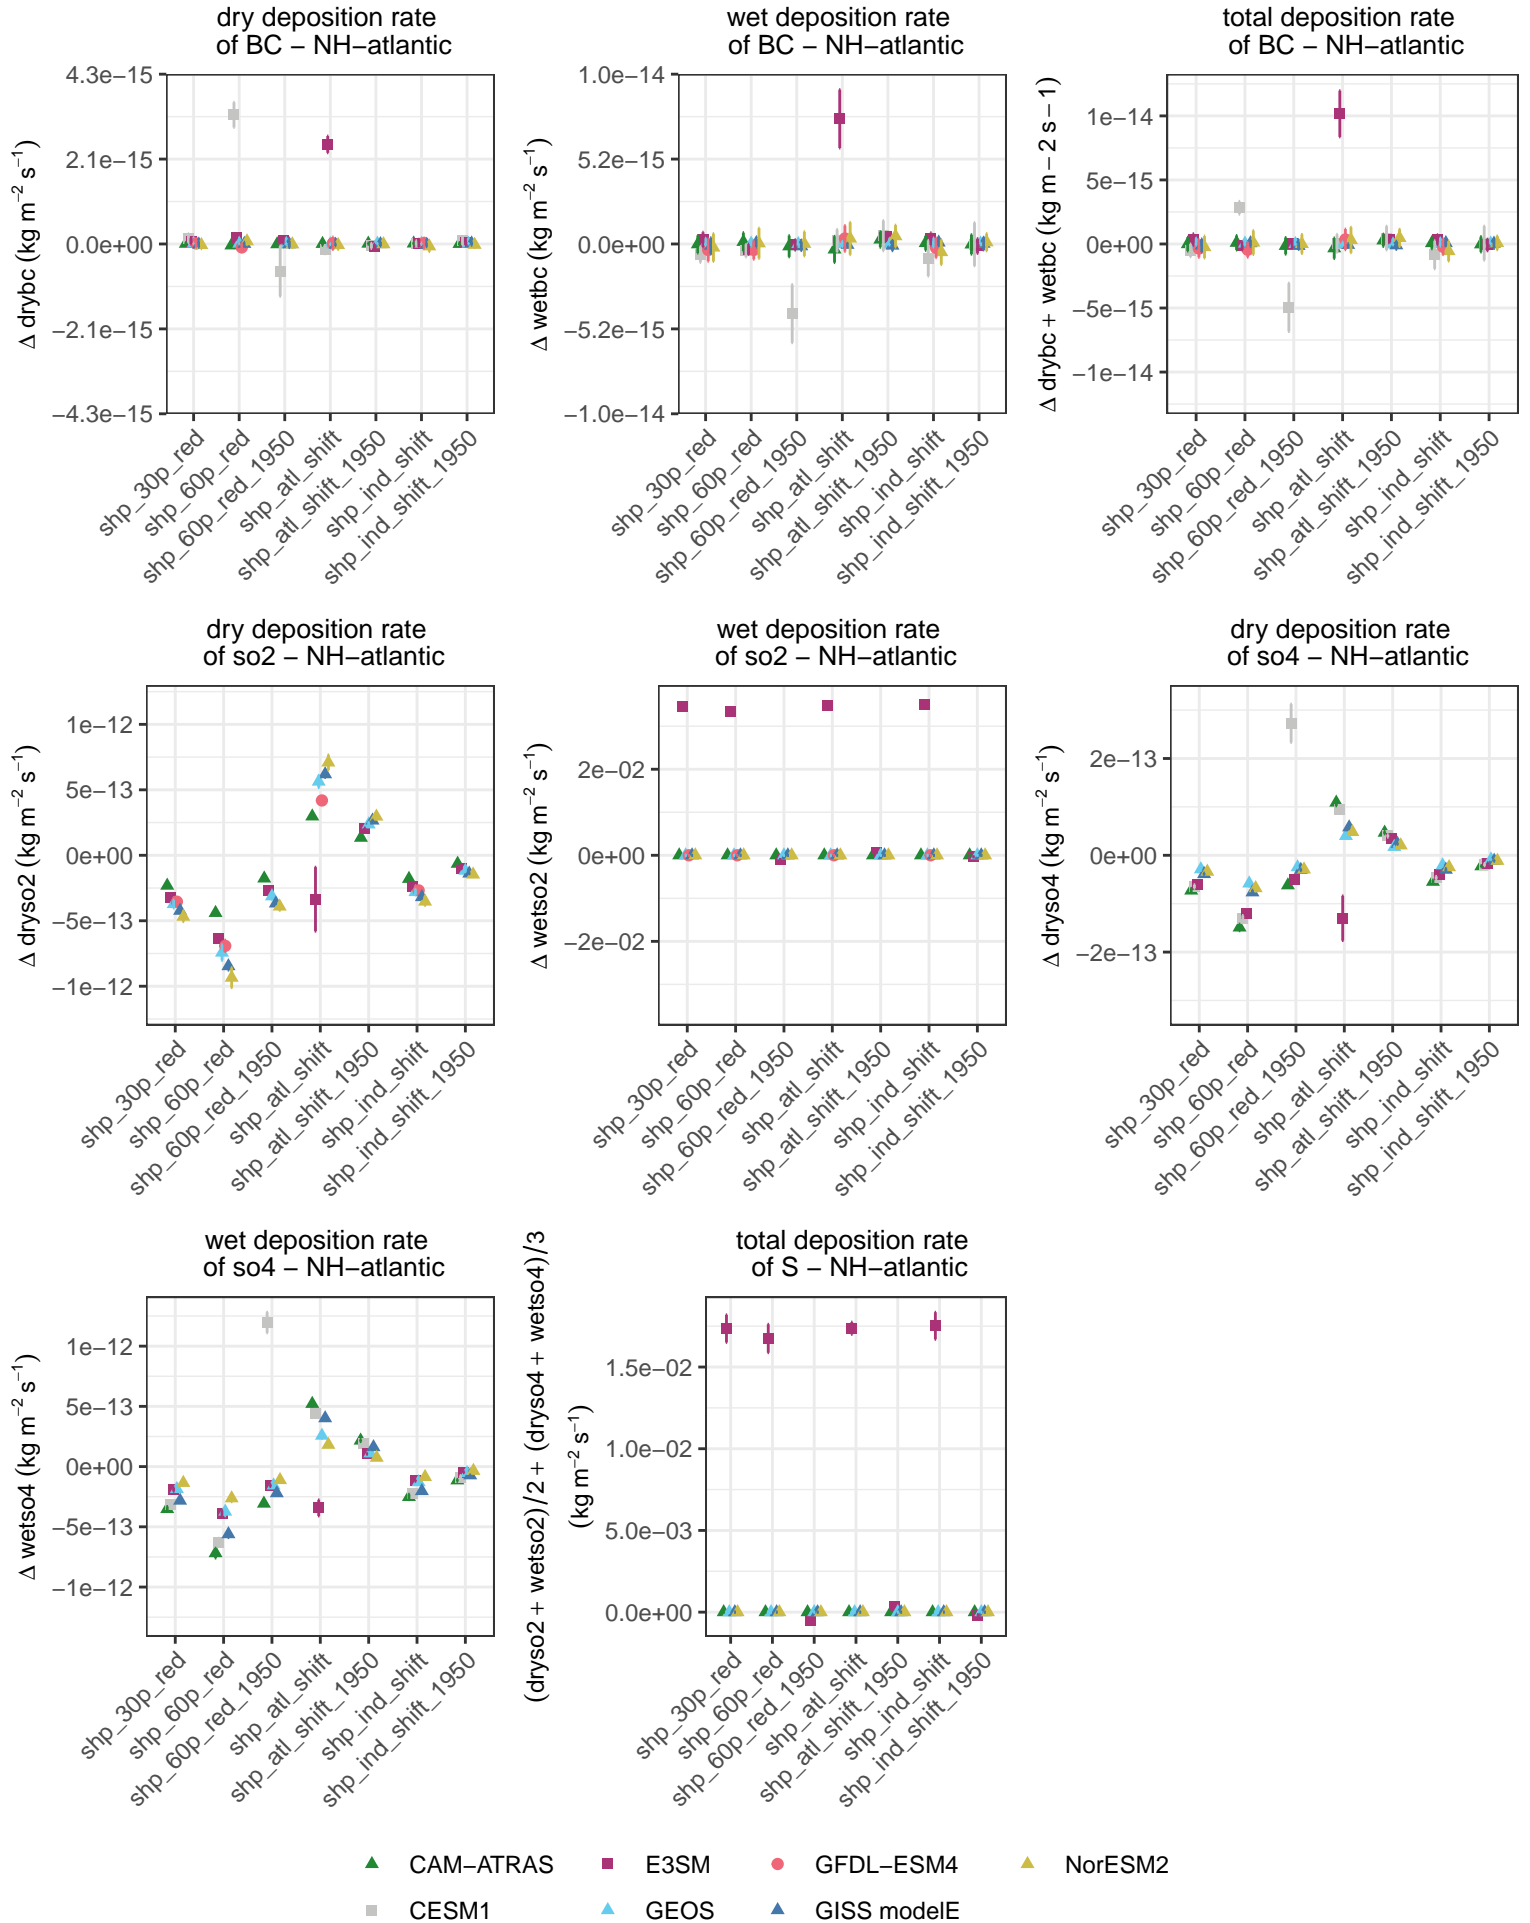 dry deposition rate
of BC − NH−atlantic
Δ drybc (kg m−2 s−1)
4.3e−15
2.1e−15
0.0e+00
−2.1e−15
−4.3e−15
shp_30p_red
shp_60p_red
shp_60p_red_1950
shp_atl_shift
shp_atl_shift_1950
shp_ind_shift
shp_ind_shift_1950
wet deposition rate
of BC − NH−atlantic
Δ wetbc (kg m−2 s−1)
1.0e−14
5.2e−15
0.0e+00
−5.2e−15
−1.0e−14
shp_30p_red
shp_60p_red
shp_60p_red_1950
shp_atl_shift
shp_atl_shift_1950
shp_ind_shift
shp_ind_shift_1950
total deposition rate
of BC − NH−atlantic
Δ drybc + wetbc (kg m − 2 s − 1)
1e−14
5e−15
0e+00
−5e−15
−1e−14
shp_30p_red
shp_60p_red
shp_60p_red_1950
shp_atl_shift
shp_atl_shift_1950
shp_ind_shift
shp_ind_shift_1950
dry deposition rate
of so2 − NH−atlantic
Δ dryso2 (kg m−2 s−1)
1e−12
5e−13
0e+00
−5e−13
−1e−12
shp_30p_red
shp_60p_red
shp_60p_red_1950
shp_atl_shift
shp_atl_shift_1950
shp_ind_shift
shp_ind_shift_1950
wet deposition rate
of so2 − NH−atlantic
Δ wetso2 (kg m−2 s−1)
2e−02
0e+00
−2e−02
shp_30p_red
shp_60p_red
shp_60p_red_1950
shp_atl_shift
shp_atl_shift_1950
shp_ind_shift
shp_ind_shift_1950
dry deposition rate
of so4 − NH−atlantic
Δ dryso4 (kg m−2 s−1)
2e−13
0e+00
−2e−13
shp_30p_red
shp_60p_red
shp_60p_red_1950
shp_atl_shift
shp_atl_shift_1950
shp_ind_shift
shp_ind_shift_1950
wet deposition rate
of so4 − NH−atlantic
Δ wetso4 (kg m−2 s−1)
1e−12
5e−13
0e+00
−5e−13
−1e−12
shp_30p_red
shp_60p_red
shp_60p_red_1950
shp_atl_shift
shp_atl_shift_1950
shp_ind_shift
shp_ind_shift_1950
total deposition rate
of S − NH−atlantic
(dryso2 + wetso2)/2 + (dryso4 + wetso4)/3
(kg m−2 s−1)
1.5e−02
1.0e−02
5.0e−03
0.0e+00
shp_30p_red
shp_60p_red
shp_60p_red_1950
shp_atl_shift
shp_atl_shift_1950
shp_ind_shift
shp_ind_shift_1950
CAM−ATRAS
E3SM
GFDL−ESM4
NorESM2
CESM1
GEOS
GISS modelE